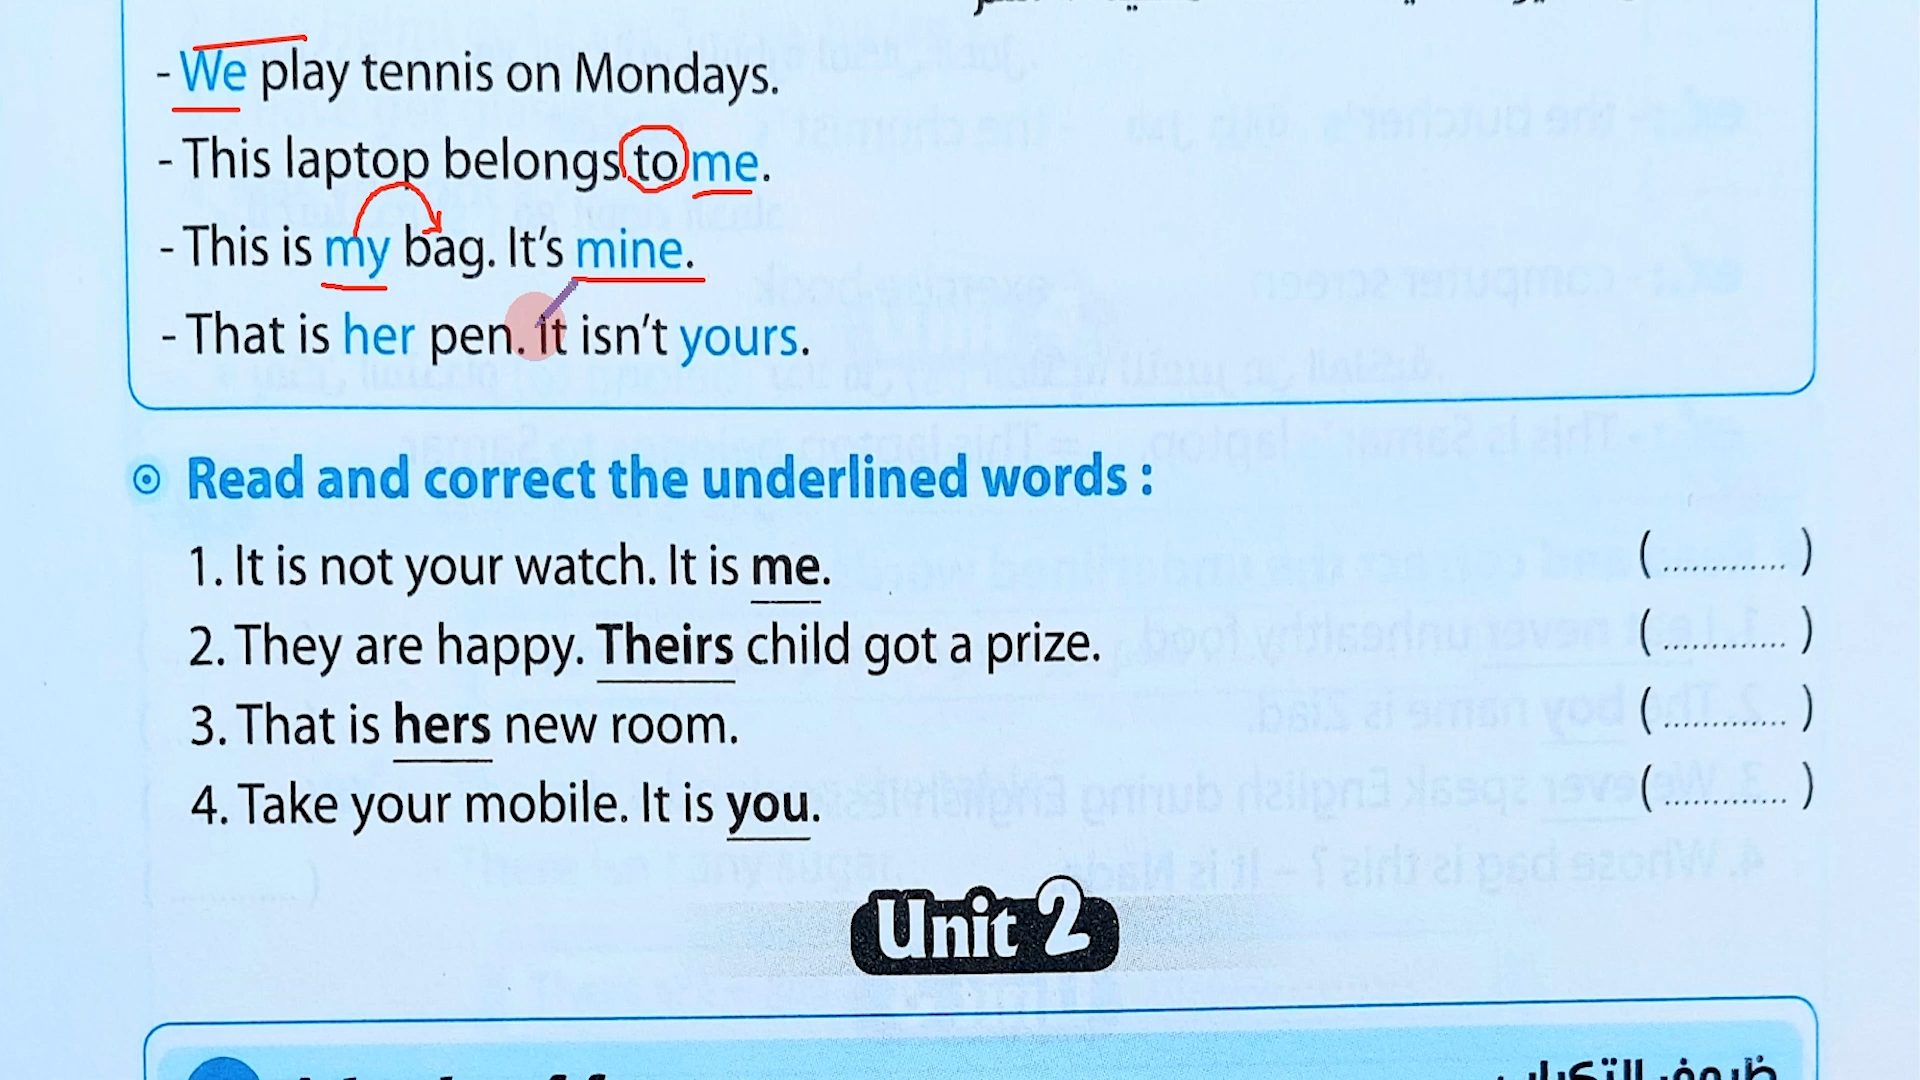 - We play tennis on Mondays.
- This laptop belongs to me.
- This is my bag. It's mine.
- That is her pen. It isn't yours.
Read and correct the underlined words :
1. It is not your watch. It is me. (.............)
2. They are happy. Theirs child got a prize. (.............)
3. That is hers new room. (.............)
4. Take your mobile. It is you. (.............)
Unit 2
ظروف التكرار